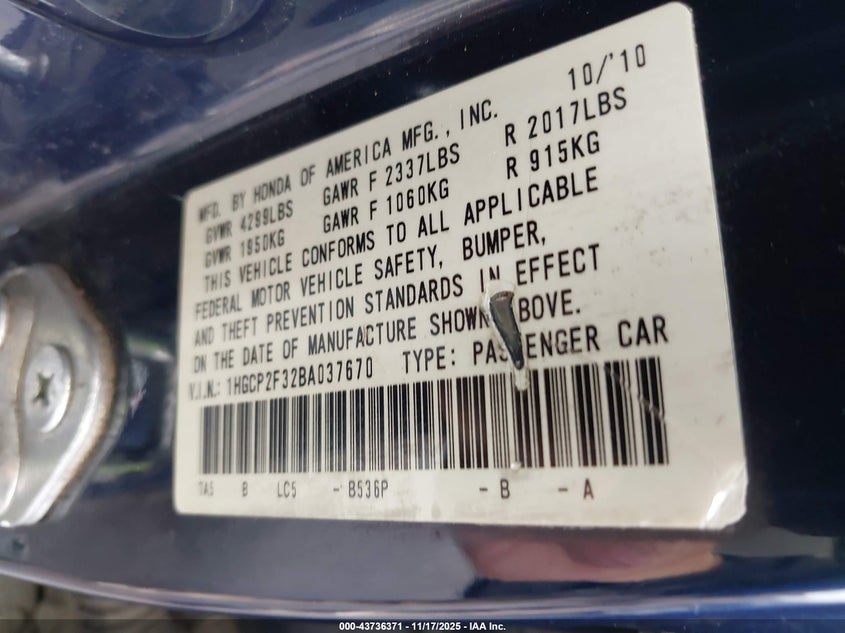 MFD. BY HONDA OF AMERICA MFG., INC. 10/'10
GVWR 4299LBS GAWR F 2337LBS R 2017LBS
GVWR 1950KG GAWR F 1060KG R 915KG
THIS VEHICLE CONFORMS TO ALL APPLICABLE
FEDERAL MOTOR VEHICLE SAFETY, BUMPER,
AND THEFT PREVENTION STANDARDS IN EFFECT
ON THE DATE OF MANUFACTURE SHOWN ABOVE.
V.I.N.: 1HGCP2F32BA037670 TYPE: PASSENGER CAR
TA5 B LC5 - B536P - B - A
000-43736371 - 11/17/2025 - IAA Inc.